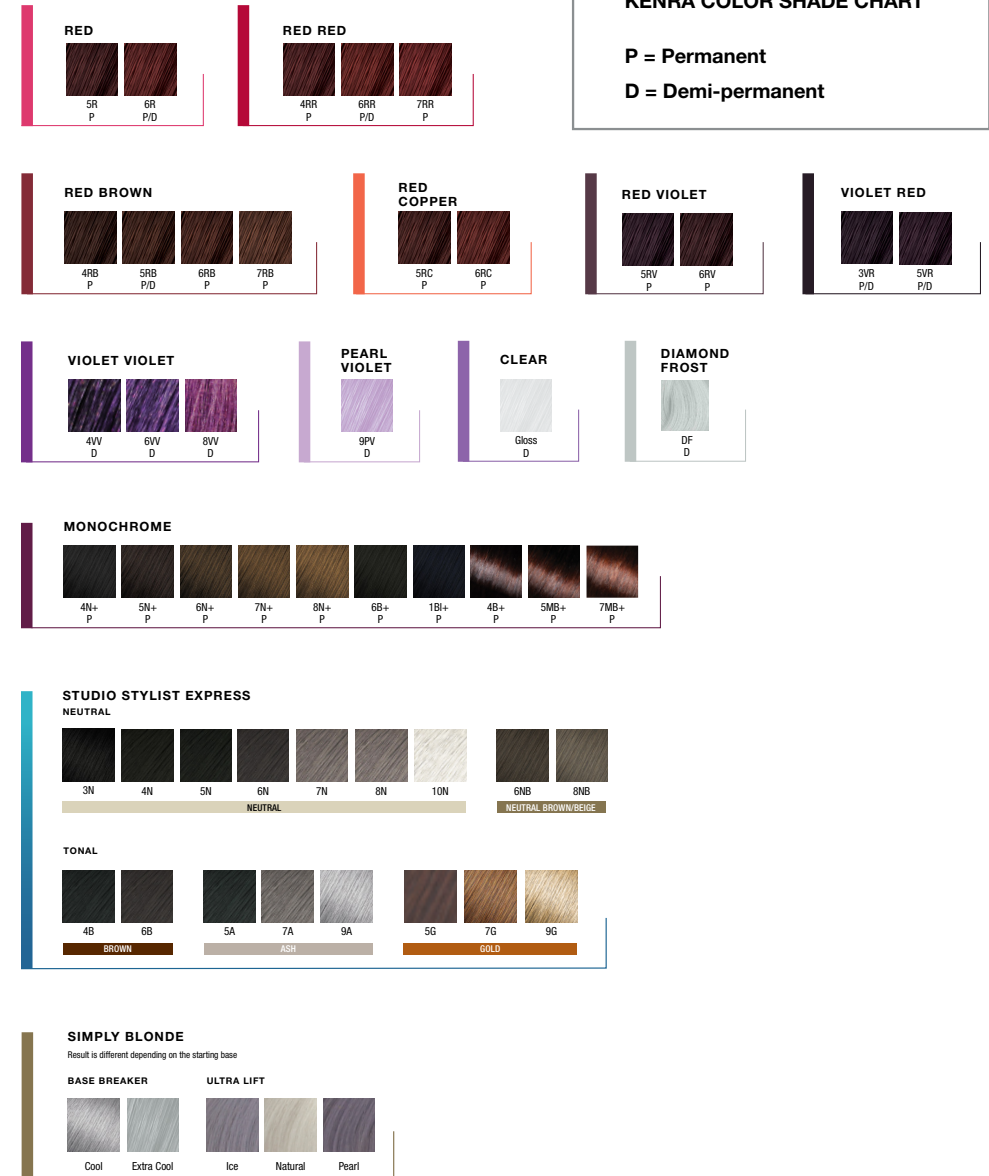 KENRA COLOR SHADE CHART
P = Permanent
D = Demi-permanent
RED
5R 6R
P P/D
RED RED
4RR 6RR 7RR
P P/D P
RED BROWN
4RB 5RB 6RB 7RB
P P/D P P
RED
COPPER
5RC 6RC
P P
RED VIOLET
5RV 6RV
P P
VIOLET RED
3VR 5VR
P/D P/D
VIOLET VIOLET
4VV 6VV 8VV
D D D
PEARL
VIOLET
9PV
D
CLEAR
Gloss
D
DIAMOND
FROST
DF
D
MONOCHROME
4N+ 5N+ 6N+ 7N+ 8N+ 6B+ 1Bl+ 4B+ 5MB+ 7MB+
P P P P P P P P P P
STUDIO STYLIST EXPRESS
NEUTRAL
3N 4N 5N 6N 7N 8N 10N
NEUTRAL
6NB 8NB
NEUTRAL BROWN/BEIGE
TONAL
4B 6B
BROWN
5A 7A 9A
ASH
5G 7G 9G
GOLD
SIMPLY BLONDE
Result is different depending on the starting base
BASE BREAKER
Cool Extra Cool
ULTRA LIFT
Ice Natural Pearl